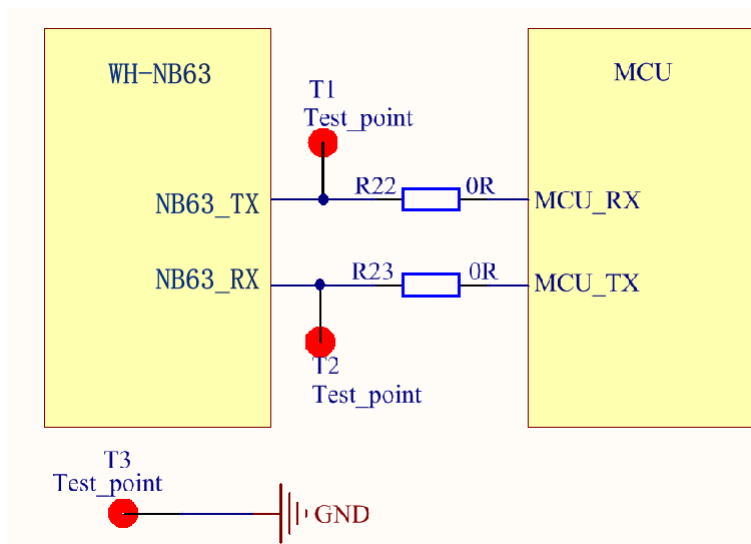 WH-NB63
MCU
T1
Test_point
R22
0R
NB63_TX
MCU_RX
R23
0R
NB63_RX
MCU_TX
T2
Test_point
T3
Test_point
GND